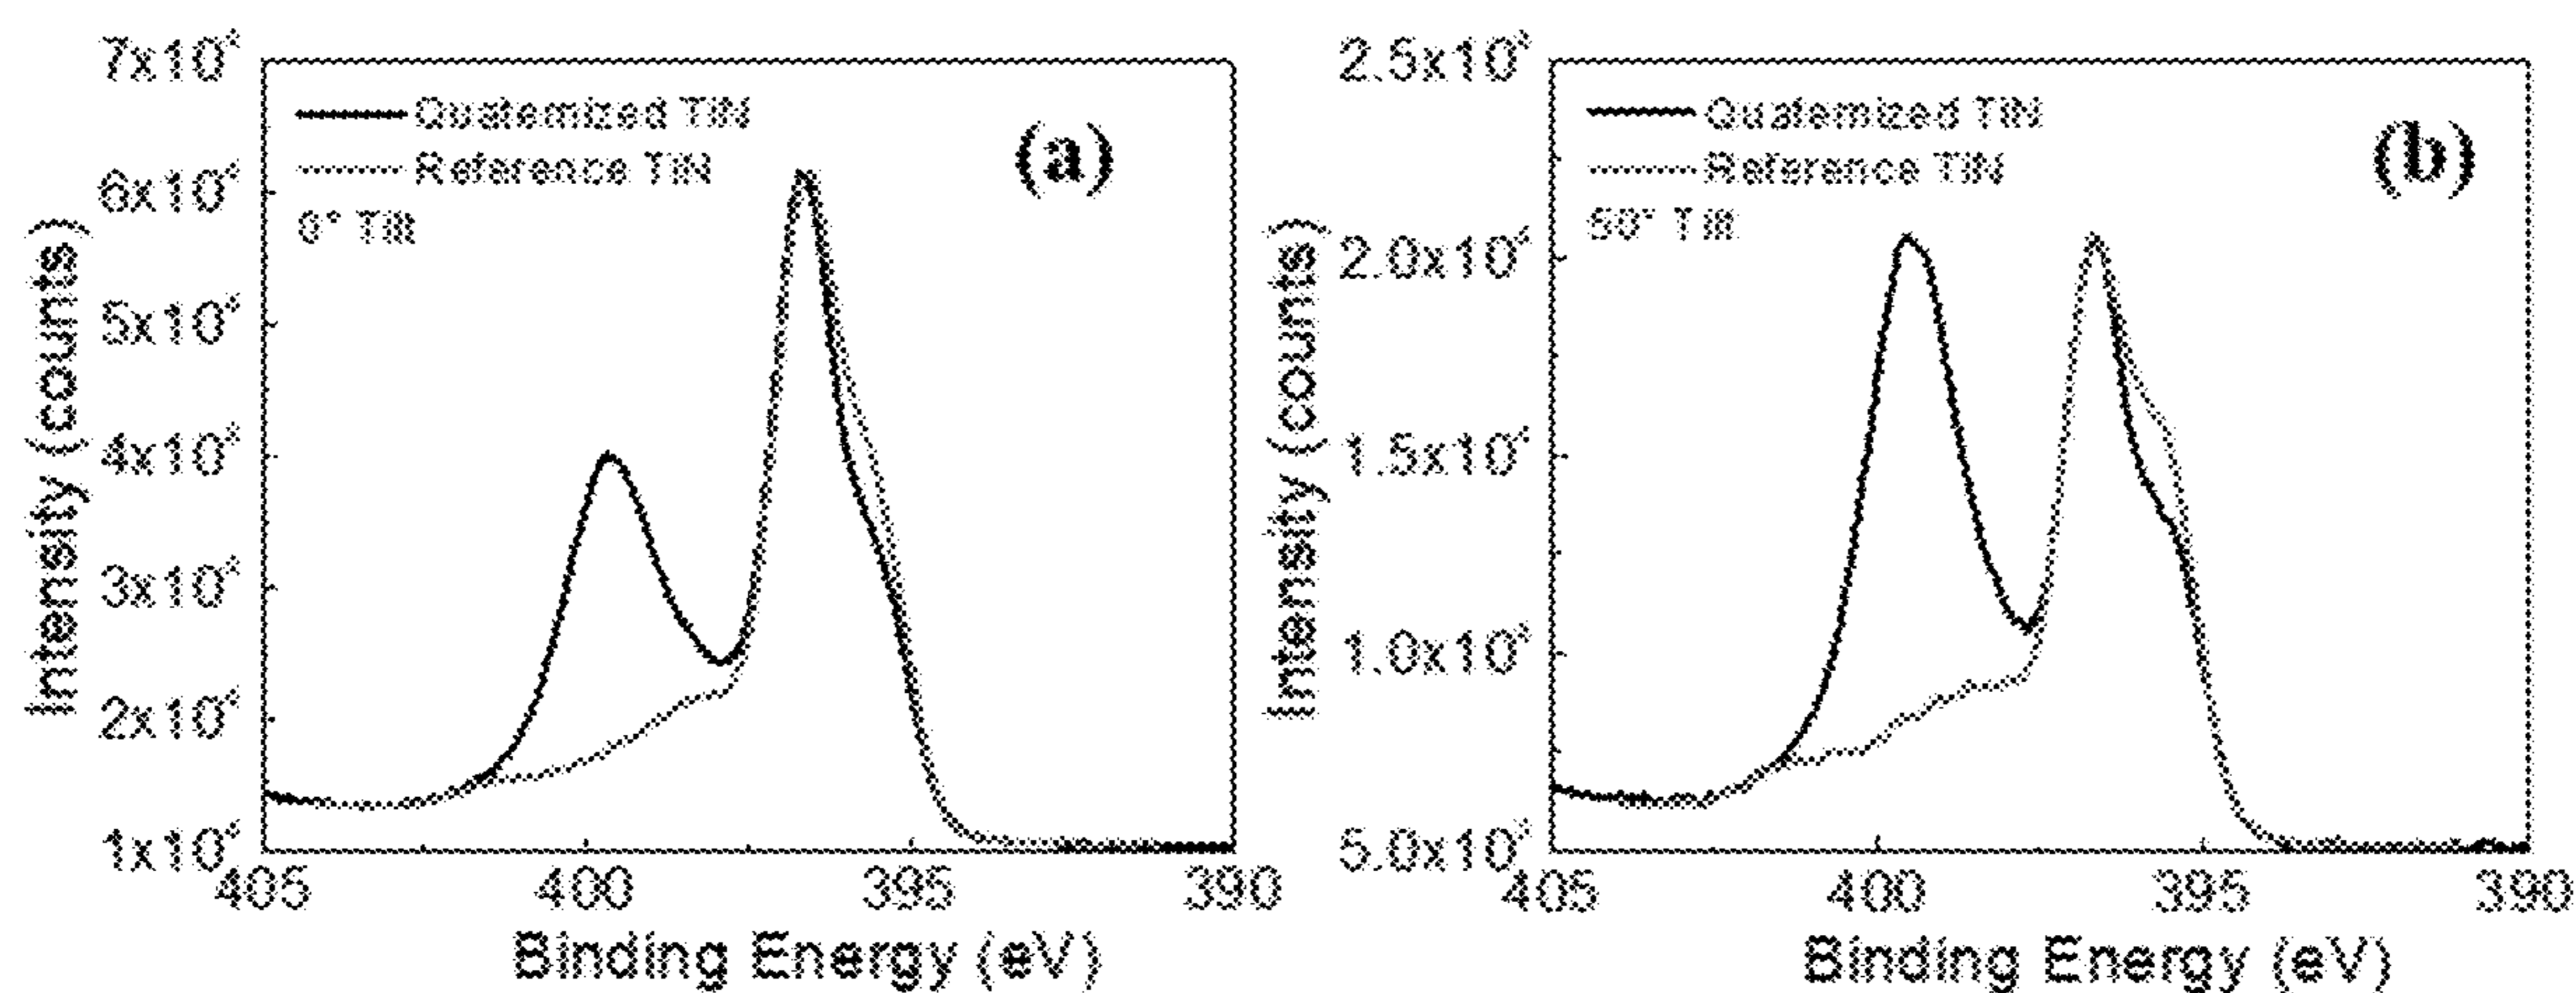 7x10⁴
6x10⁴
5x10⁴
4x10⁴
3x10⁴
2x10⁴
1x10⁴
Intensity (counts)
Quaternized TiN
Reference TiN
0° Tilt
(a)
405 400 395 390
Binding Energy (eV)
2.5x10⁴
2.0x10⁴
1.5x10⁴
1.0x10⁴
5.0x10³
Intensity (counts)
Quaternized TiN
Reference TiN
Tilt
(b)
405 400 395 390
Binding Energy (eV)